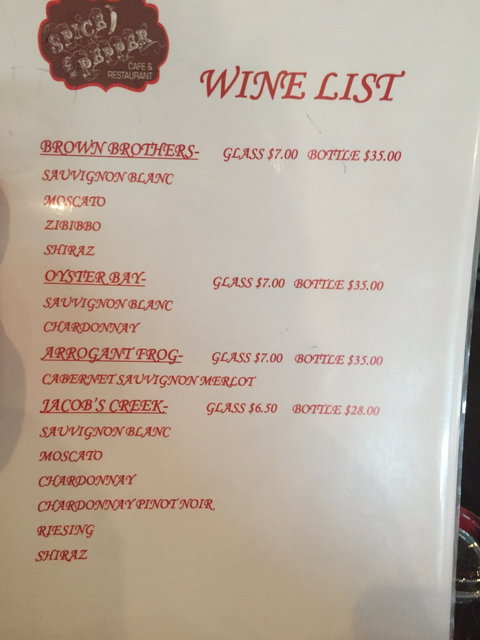 SPICE
PEPPER
CAFE &
RESTAURANT
WINE LIST
BROWN BROTHERS- GLASS $7.00 BOTTLE $35.00
SAUVIGNON BLANC
MOSCATO
ZIBIBBO
SHIRAZ
OYSTER BAY- GLASS $7.00 BOTTLE $35.00
SAUVIGNON BLANC
CHARDONNAY
ARROGANT FROG- GLASS $7.00 BOTTLE $35.00
CABERNET SAUVIGNON MERLOT
JACOB'S CREEK- GLASS $6.50 BOTTLE $28.00
SAUVIGNON BLANC
MOSCATO
CHARDONNAY
CHARDONNAY PINOT NOIR
RIESING
SHIRAZ